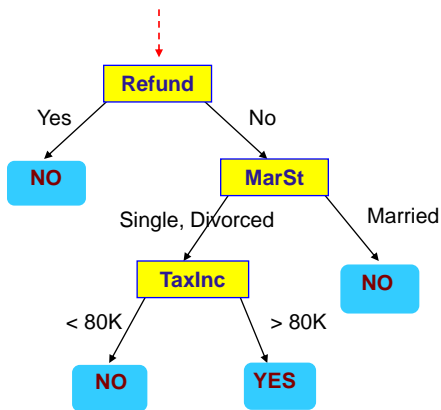 Refund
Yes
No
NO
MarSt
Single, Divorced
Married
TaxInc
NO
< 80K
> 80K
NO
YES